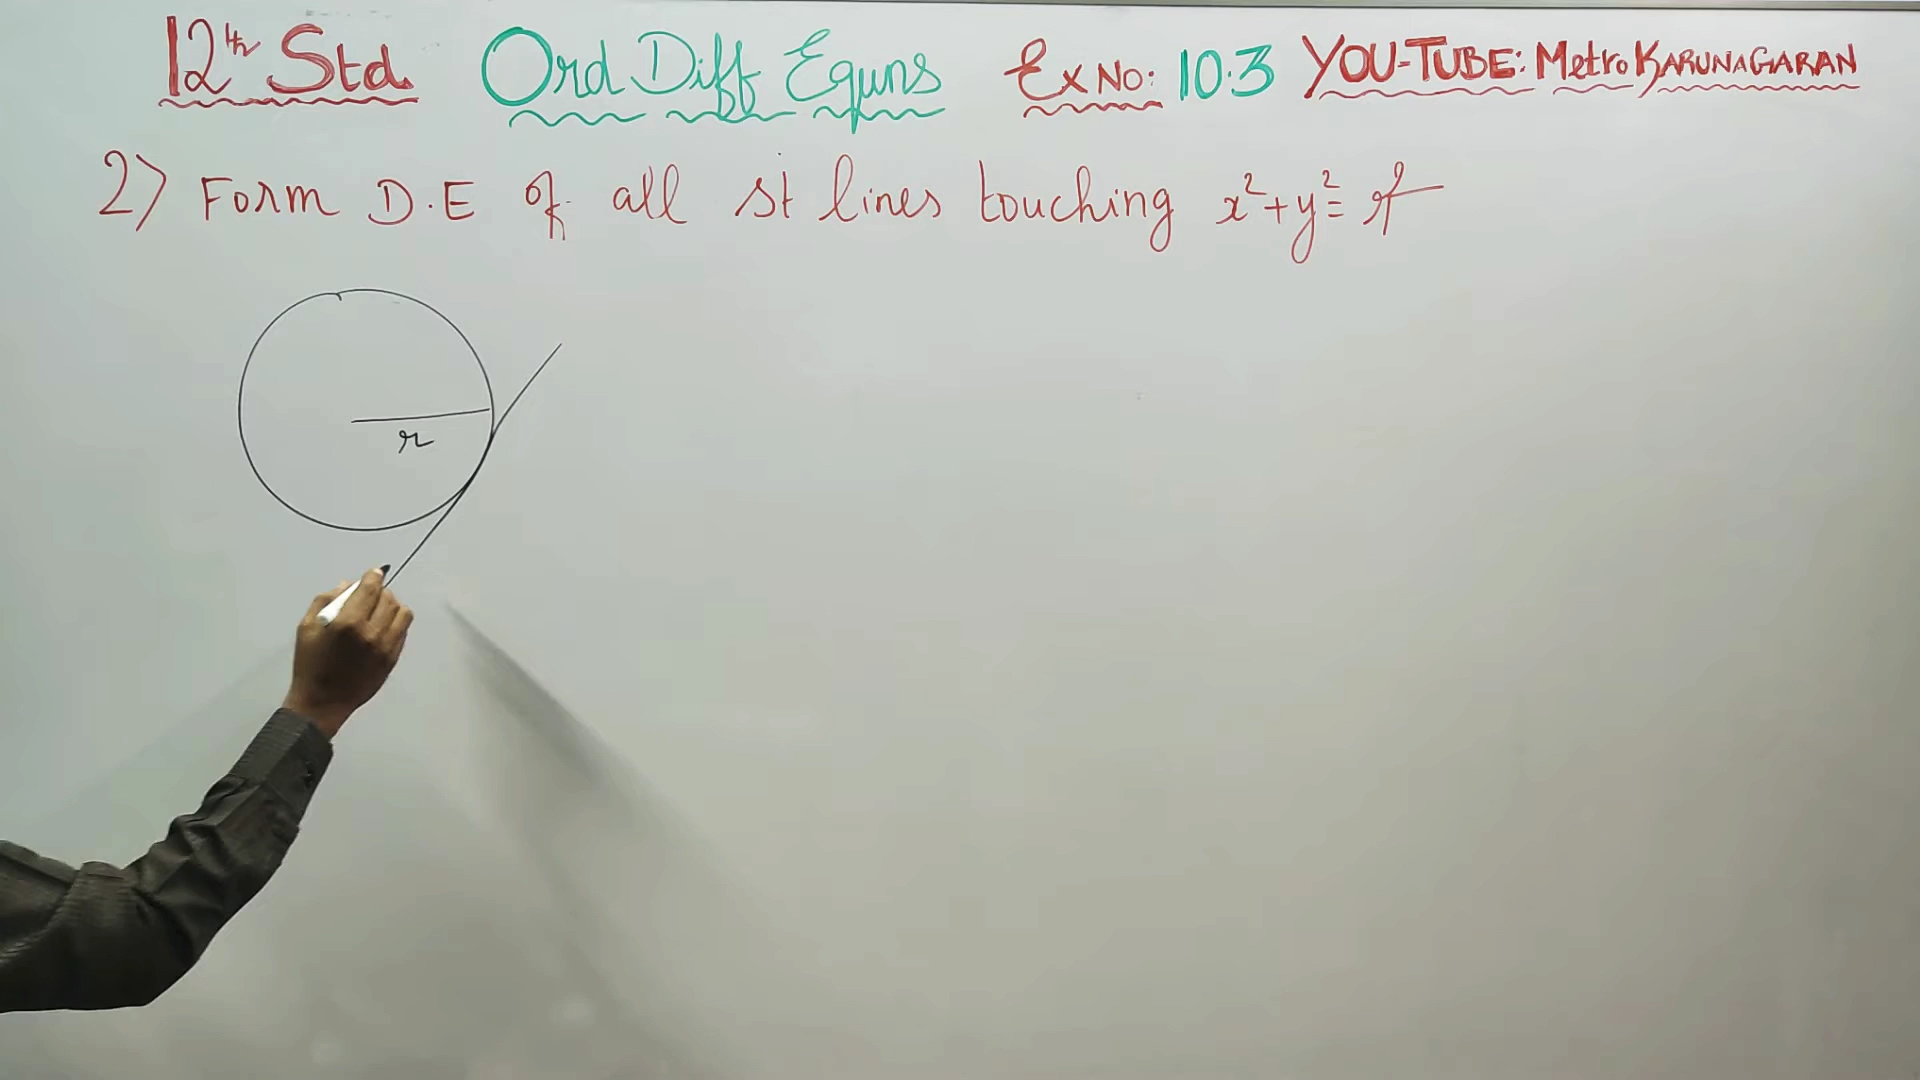 12th Std Ord Diff Equns Ex No: 10.3 YOU-TUBE: Metro KARUNAGARAN
2) Form D.E of all st lines touching x²+y²=r²
r